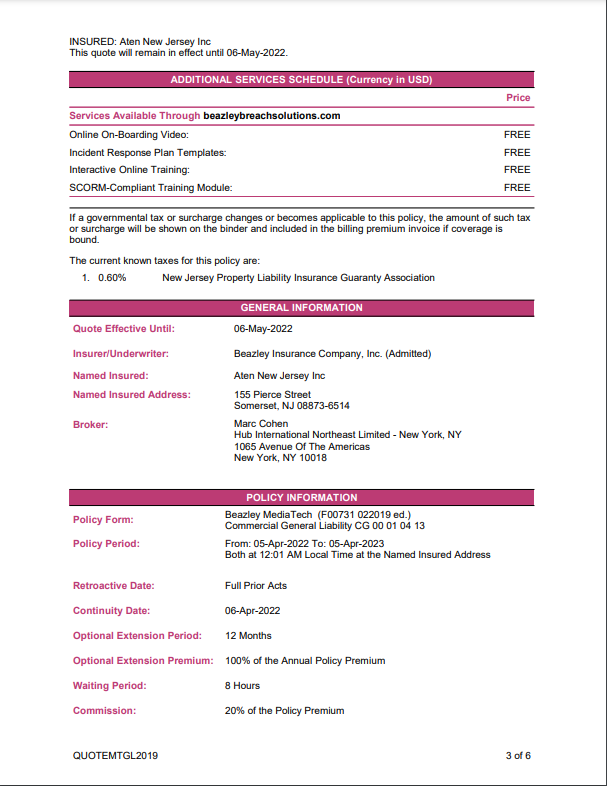 INSURED: Aten New Jersey Inc
This quote will remain in effect until 06-May-2022.
ADDITIONAL SERVICES SCHEDULE (Currency in USD)
Price
Services Available Through beazleybreachsolutions.com
Online On-Boarding Video: FREE
Incident Response Plan Templates: FREE
Interactive Online Training: FREE
SCORM-Compliant Training Module: FREE
If a governmental tax or surcharge changes or becomes applicable to this policy, the amount of such tax
or surcharge will be shown on the binder and included in the billing premium invoice if coverage is
bound.
The current known taxes for this policy are:
1. 0.60% New Jersey Property Liability Insurance Guaranty Association
GENERAL INFORMATION
Quote Effective Until: 06-May-2022
Insurer/Underwriter: Beazley Insurance Company, Inc. (Admitted)
Named Insured: Aten New Jersey Inc
Named Insured Address: 155 Pierce Street
Somerset, NJ 08873-6514
Broker: Marc Cohen
Hub International Northeast Limited - New York, NY
1065 Avenue Of The Americas
New York, NY 10018
POLICY INFORMATION
Policy Form: Beazley MediaTech (F00731 022019 ed.)
Commercial General Liability CG 00 01 04 13
Policy Period: From: 05-Apr-2022 To: 05-Apr-2023
Both at 12:01 AM Local Time at the Named Insured Address
Retroactive Date: Full Prior Acts
Continuity Date: 06-Apr-2022
Optional Extension Period: 12 Months
Optional Extension Premium: 100% of the Annual Policy Premium
Waiting Period: 8 Hours
Commission: 20% of the Policy Premium
QUOTEMTGL2019 3 of 6